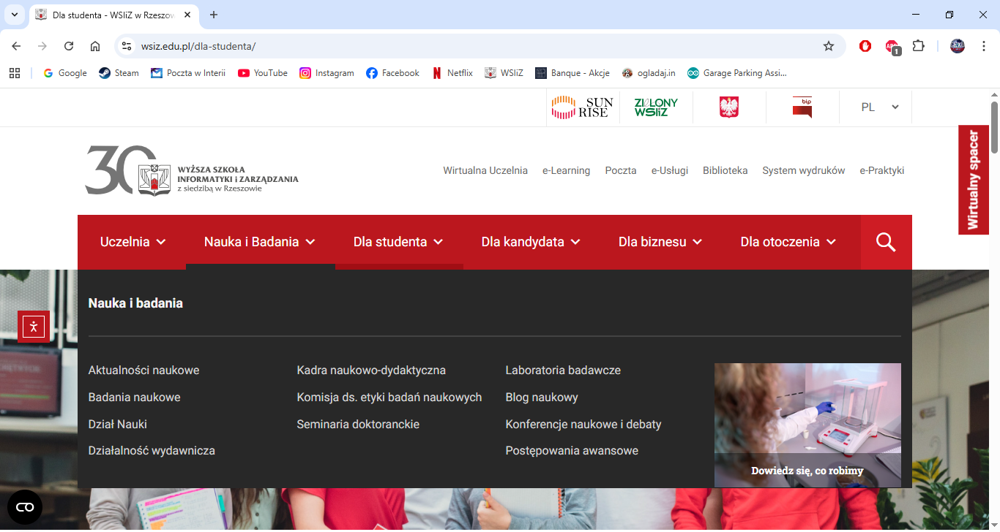 Dla studenta - WSIiZ w Rzeszow
wsiz.edu.pl/dla-studenta/
1
Google
Steam
Poczta w Interii
YouTube
Instagram
Facebook
Netflix
WSIiZ
Banque - Akcje
ogladaj.in
Garage Parking Assi...
SUN
RISE
ZIELONY
WSIiZ
bip
PL
Wirtualny spacer
30
WYŻSZA SZKOŁA
INFORMATYKI i ZARZĄDZANIA
z siedzibą w Rzeszowie
Wirtualna Uczelnia
e-Learning
Poczta
e-Usługi
Biblioteka
System wydruków
e-Praktyki
Uczelnia
Nauka i Badania
Dla studenta
Dla kandydata
Dla biznesu
Dla otoczenia
Nauka i badania
Aktualności naukowe
Badania naukowe
Dział Nauki
Działalność wydawnicza
Kadra naukowo-dydaktyczna
Komisja ds. etyki badań naukowych
Seminaria doktoranckie
Laboratoria badawcze
Blog naukowy
Konferencje naukowe i debaty
Postępowania awansowe
Dowiedz się, co robimy